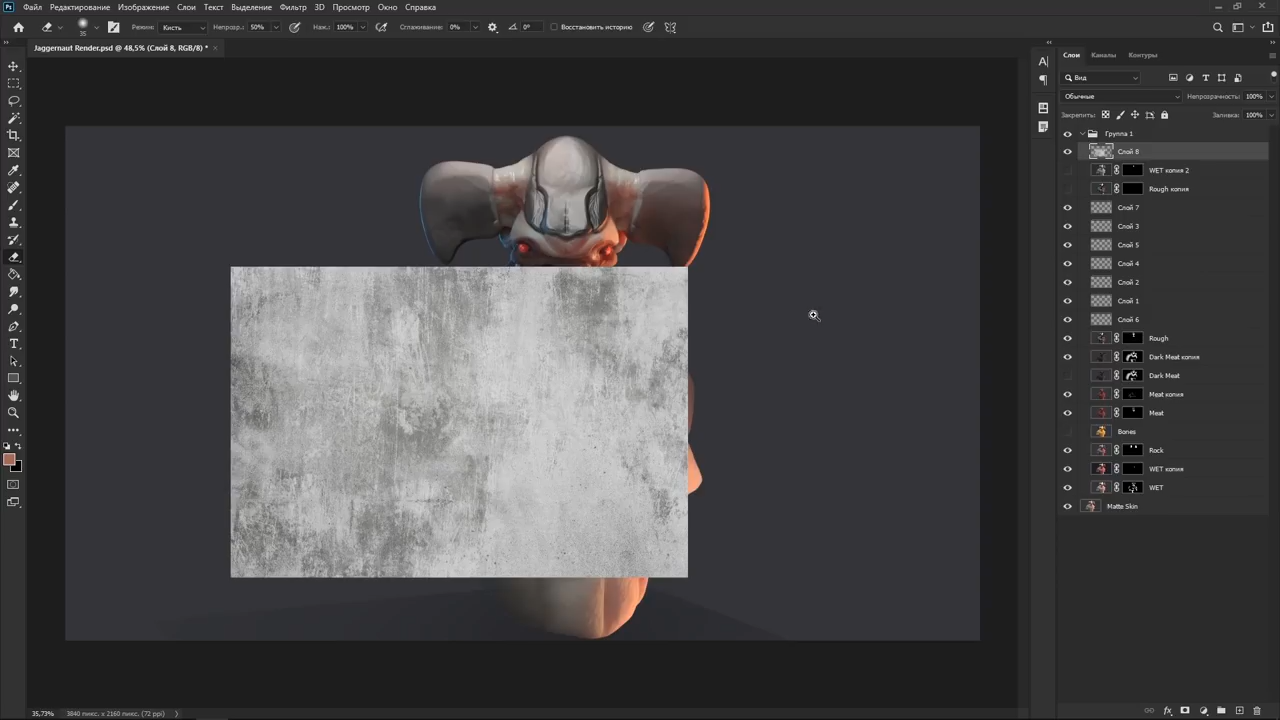 Ps Файл Редактирование Изображение Слои Текст Выделение Фильтр 3D Просмотр Окно Справка
35 Режим: Кисть Непрозр.: 50% Наж.: 100% Сглаживание: 0% 0° Восстановить историю
Jaggernaut Render.psd @ 48,5% (Слой 8, RGB/8) *
Слои Каналы Контуры
Вид
Обычные Непрозрачность: 100%
Закрепить: Заливка: 100%
Группа 1
Слой 8
WET копия 2
Rough копия
Слой 7
Слой 3
Слой 5
Слой 4
Слой 2
Слой 1
Слой 6
Rough
Dark Meat копия
Dark Meat
Meat копия
Meat
Bones
Rock
WET копия
WET
Matte Skin
35,73% 3840 пикс. x 2160 пикс. (72 ppi)